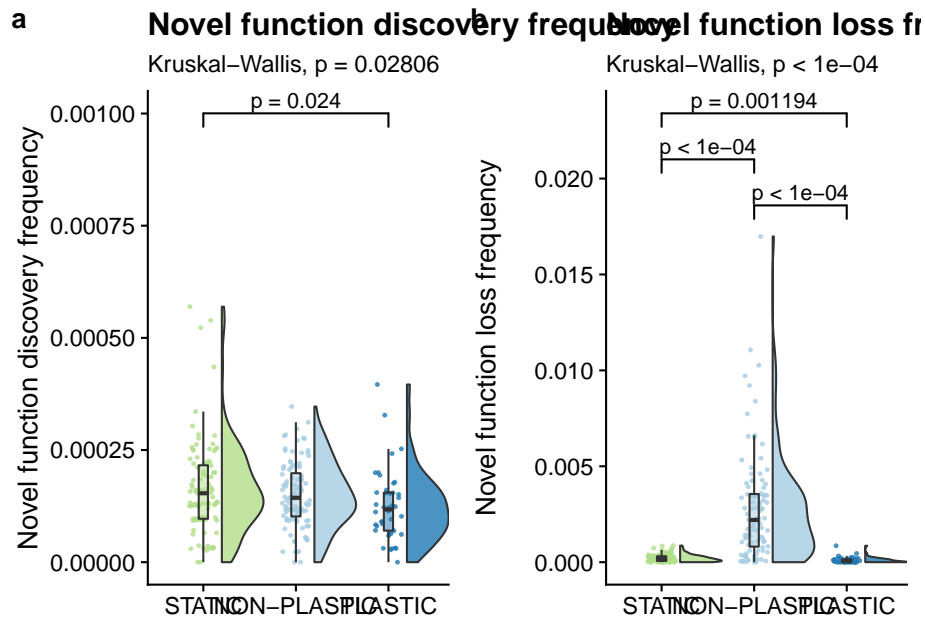 a
Novel function discovery frequency
Kruskal−Wallis, p = 0.02806
Novel function discovery frequency
0.00100
0.00075
0.00050
0.00025
0.00000
p = 0.024
STATIC
NON−PLASTIC
PLASTIC
b
Novel function loss fr
Kruskal−Wallis, p < 1e−04
Novel function loss frequency
0.020
0.015
0.010
0.005
0.000
p = 0.001194
p < 1e−04
p < 1e−04
STATIC
NON−PLASTIC
PLASTIC